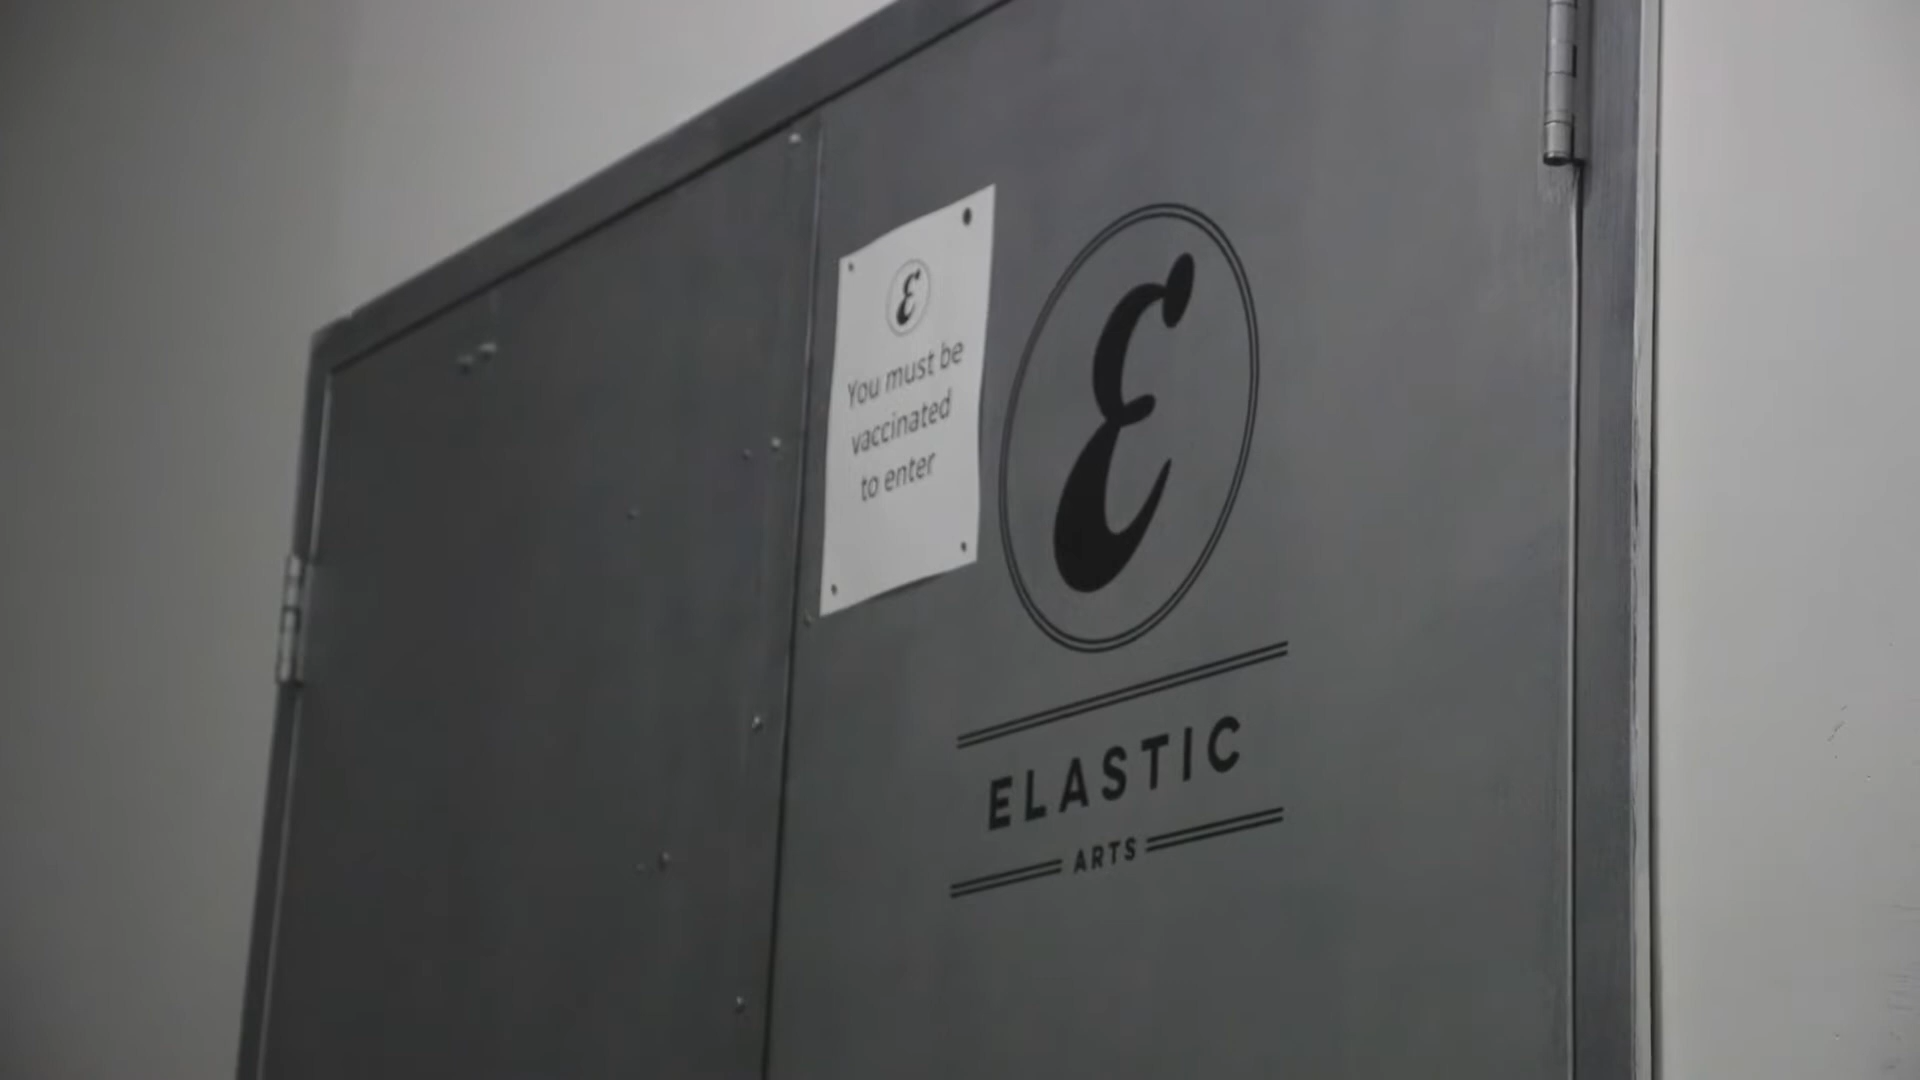 E
You must be
vaccinated
to enter
E
ELASTIC
ARTS